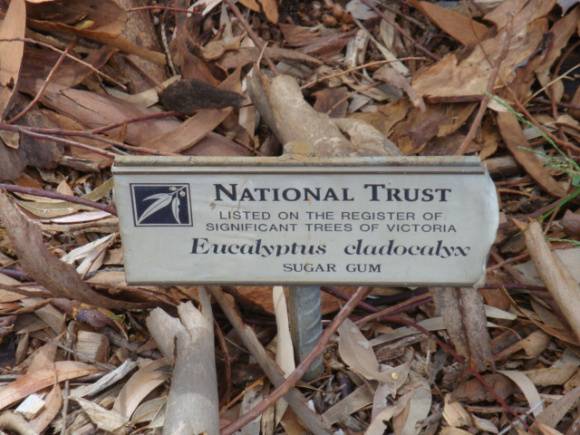 NATIONAL TRUST
LISTED ON THE REGISTER OF
SIGNIFICANT TREES OF VICTORIA
Eucalyptus cladocalyx
SUGAR GUM